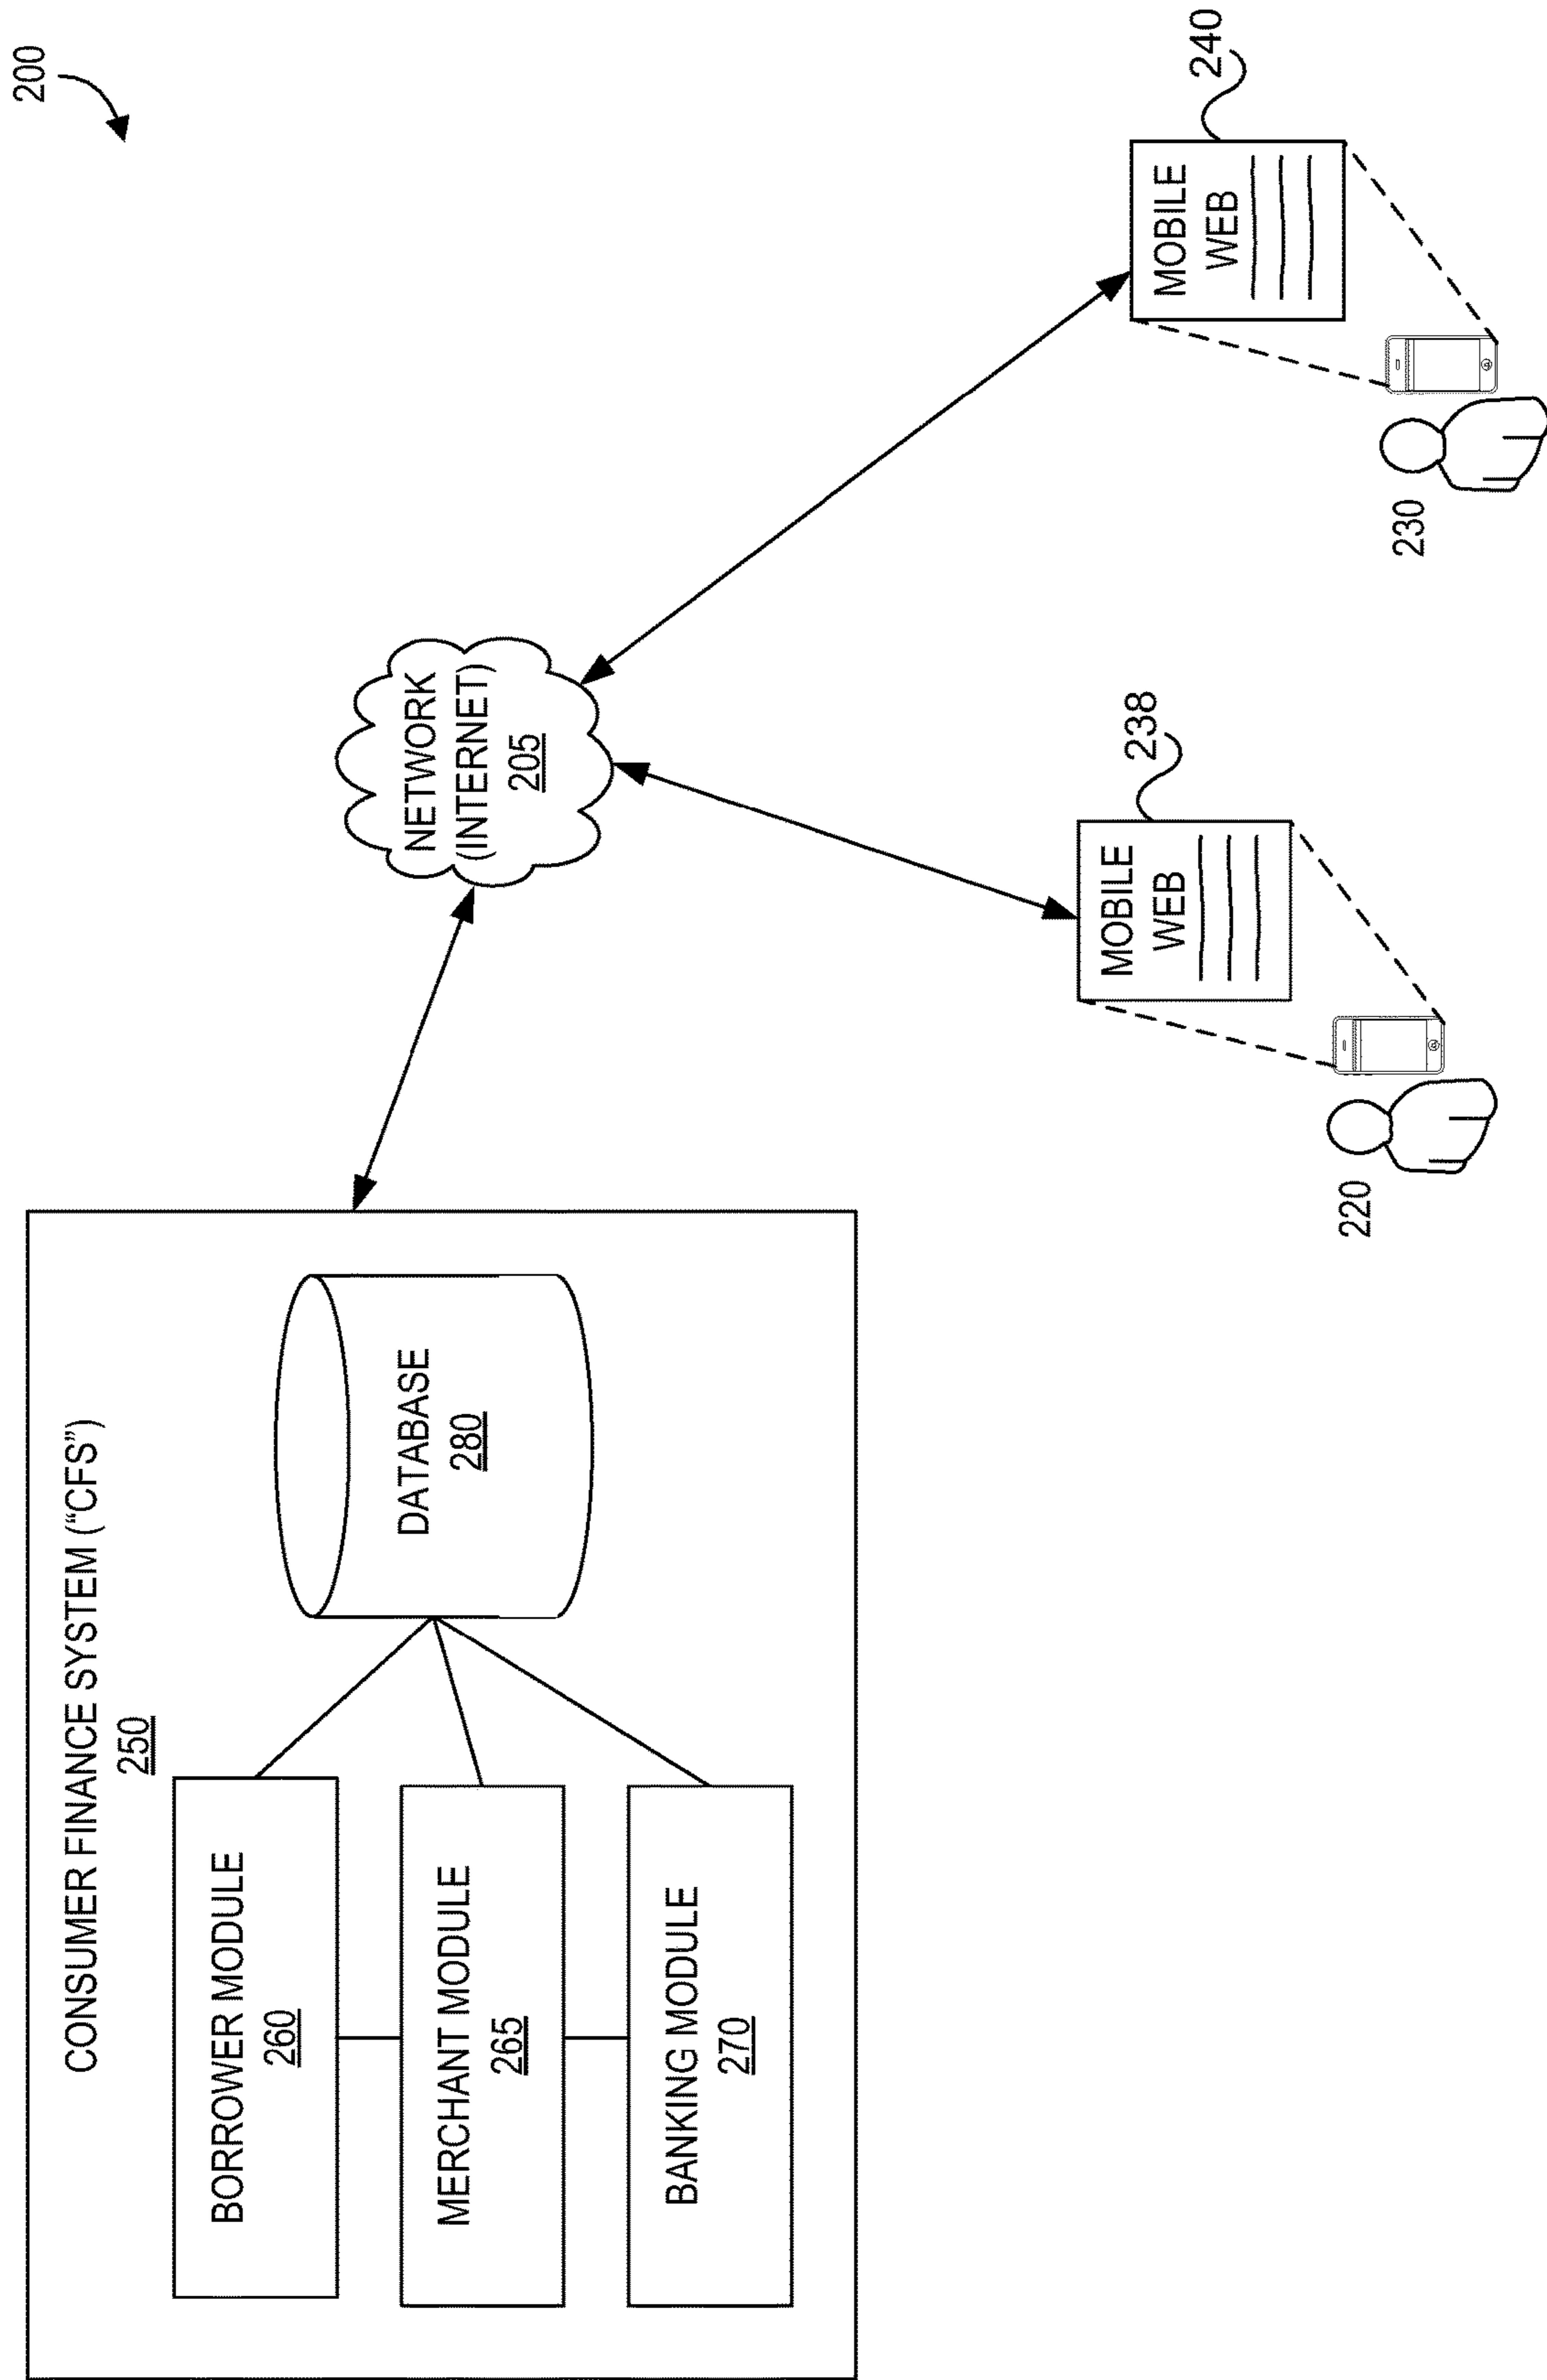 200
CONSUMER FINANCE SYSTEM (“CFS”)
250
BORROWER MODULE
260
MERCHANT MODULE
265
BANKING MODULE
270
DATABASE
280
NETWORK
(INTERNET)
205
MOBILE
WEB
238
220
MOBILE
WEB
240
230